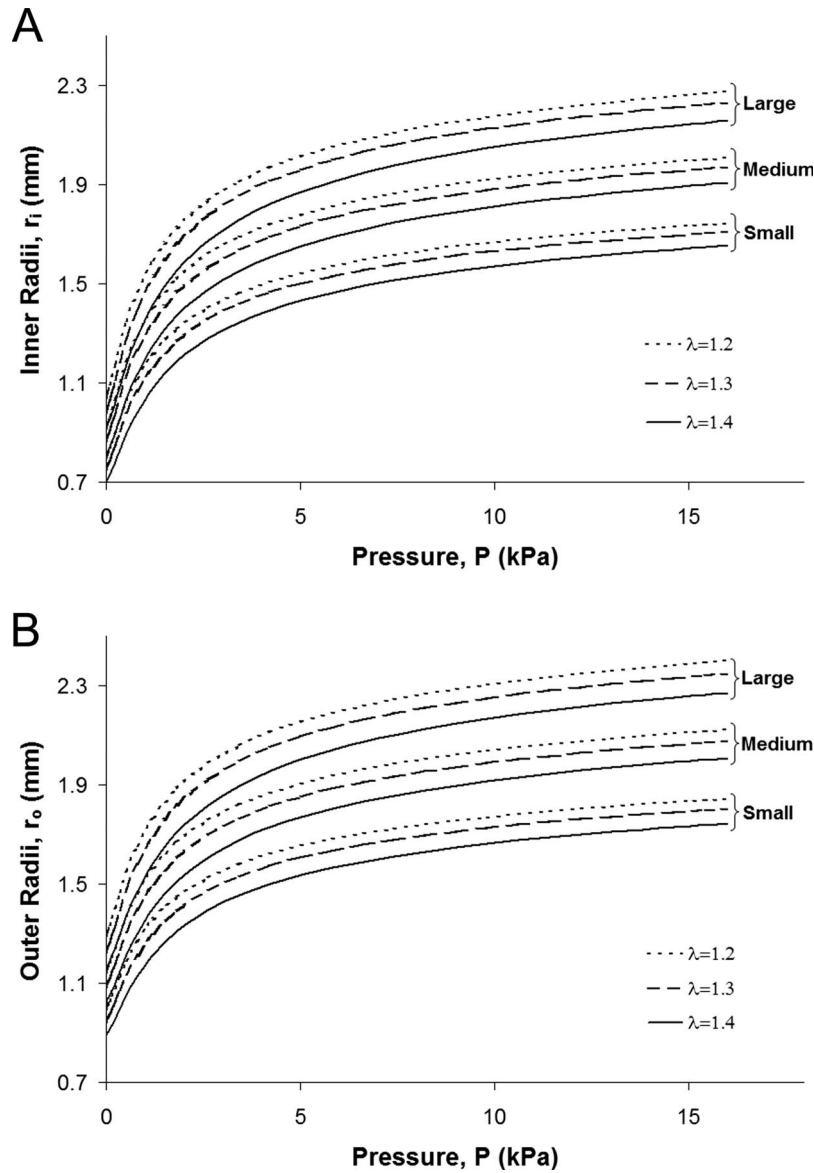 A
Inner Radii, ri (mm)
2.3
1.9
1.5
1.1
0.7
Large
Medium
Small
λ=1.2
λ=1.3
λ=1.4
0 5 10 15
Pressure, P (kPa)
B
Outer Radii, ro (mm)
2.3
1.9
1.5
1.1
0.7
Large
Medium
Small
λ=1.2
λ=1.3
λ=1.4
0 5 10 15
Pressure, P (kPa)